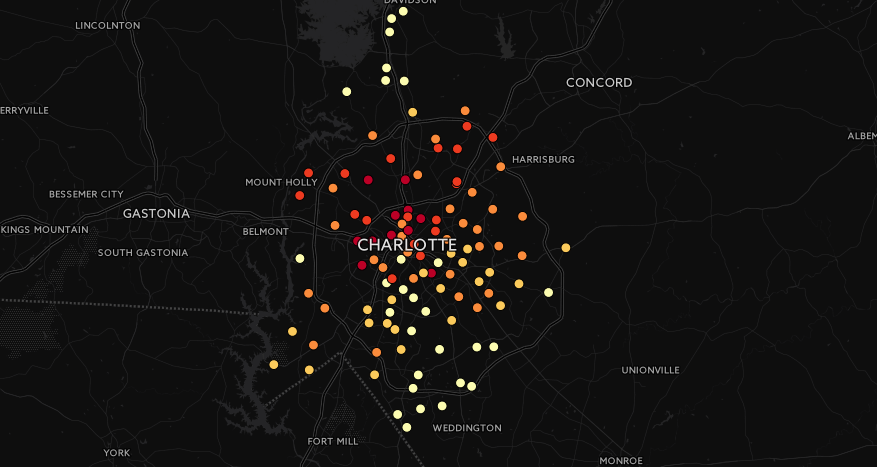 DAVIDSON
LINCOLNTON
CONCORD
ERRYVILLE
ALBEM
HARRISBURG
MOUNT HOLLY
BESSEMER CITY
GASTONIA
KINGS MOUNTAIN
BELMONT
CHARLOTTE
SOUTH GASTONIA
UNIONVILLE
WEDDINGTON
FORT MILL
YORK
MONROE